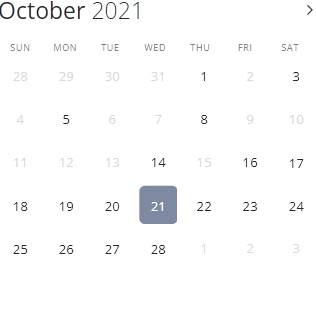 October 2021
SUN MON TUE WED THU FRI SAT
28 29 30 31 1 2 3
4 5 6 7 8 9 10
11 12 13 14 15 16 17
18 19 20 21 22 23 24
25 26 27 28 1 2 3